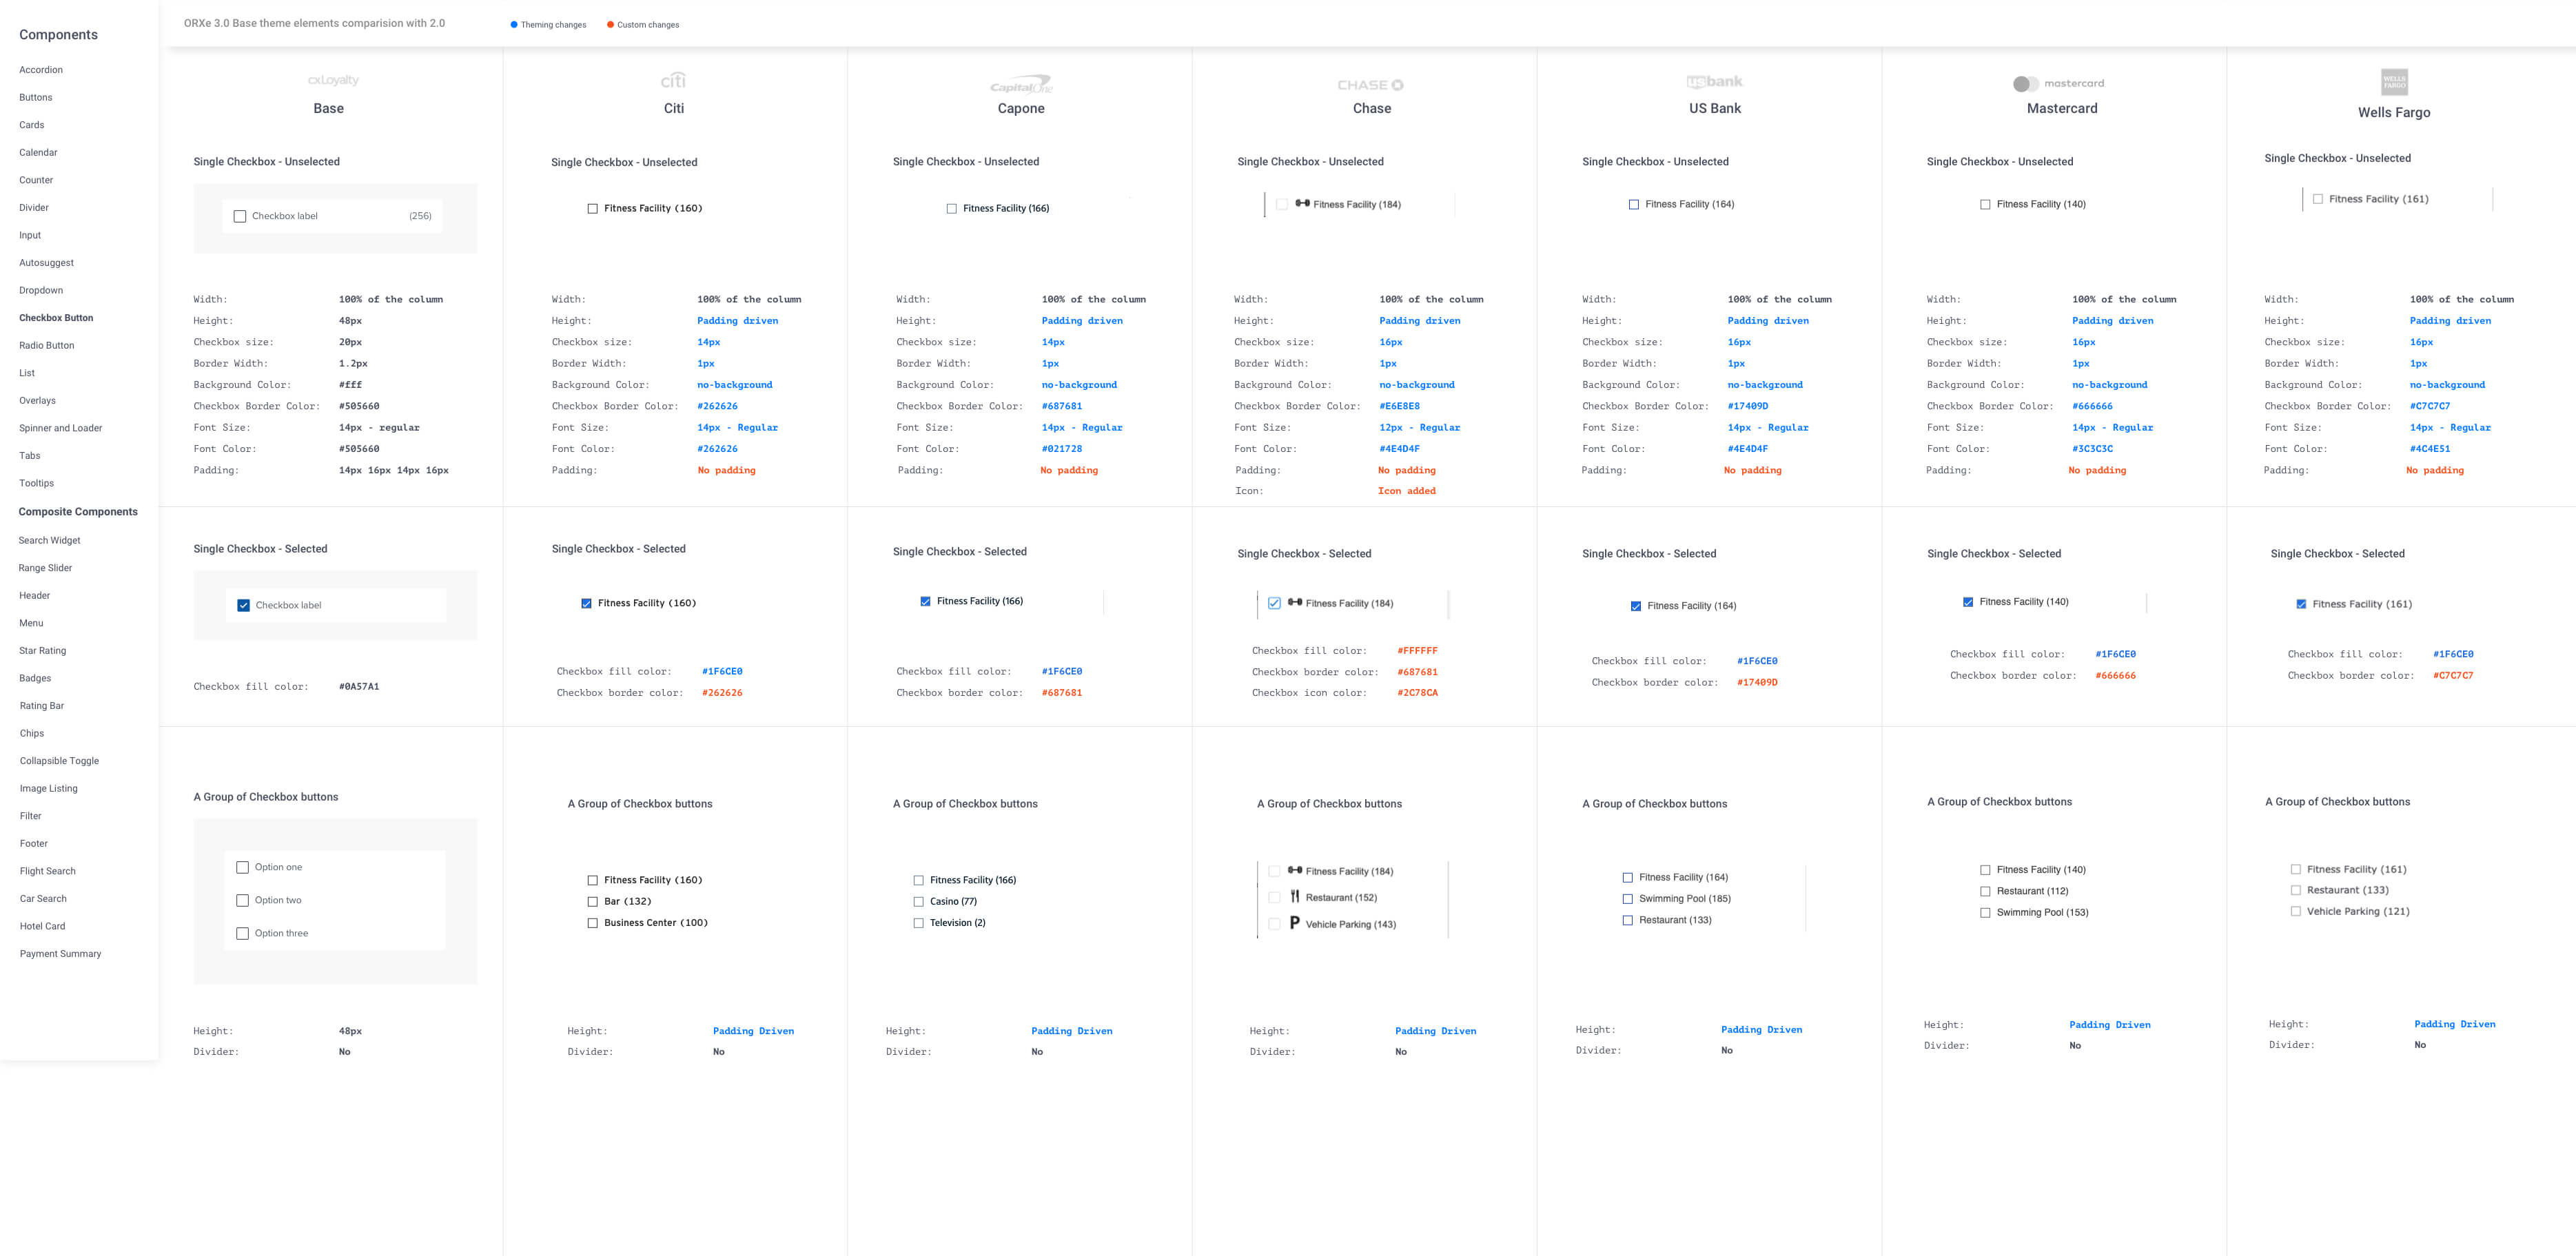 ORXe 3.0 Base theme elements comparision with 2.0
Theming changes
Custom changes
Components
Accordion
Buttons
Cards
Calendar
Counter
Divider
Input
Autosuggest
Dropdown
Checkbox Button
Radio Button
List
Overlays
Spinner and Loader
Tabs
Tooltips
Composite Components
Search Widget
Range Slider
Header
Menu
Star Rating
Badges
Rating Bar
Chips
Collapsible Toggle
Image Listing
Filter
Footer
Flight Search
Car Search
Hotel Card
Payment Summary
cxLoyalty
Base
Single Checkbox - Unselected
Checkbox label (256)
Width: 100% of the column
Height: 48px
Checkbox size: 20px
Border Width: 1.2px
Background Color: #fff
Checkbox Border Color: #505660
Font Size: 14px - regular
Font Color: #505660
Padding: 14px 16px 14px 16px
Single Checkbox - Selected
Checkbox label
Checkbox fill color: #0A57A1
A Group of Checkbox buttons
Option one
Option two
Option three
Height: 48px
Divider: No
citi
Citi
Single Checkbox - Unselected
Fitness Facility (160)
Width: 100% of the column
Height: Padding driven
Checkbox size: 14px
Border Width: 1px
Background Color: no-background
Checkbox Border Color: #262626
Font Size: 14px - Regular
Font Color: #262626
Padding: No padding
Single Checkbox - Selected
Fitness Facility (160)
Checkbox fill color: #1F6CE0
Checkbox border color: #262626
A Group of Checkbox buttons
Fitness Facility (160)
Bar (132)
Business Center (100)
Height: Padding Driven
Divider: No
Capital One
Capone
Single Checkbox - Unselected
Fitness Facility (166)
Width: 100% of the column
Height: Padding driven
Checkbox size: 14px
Border Width: 1px
Background Color: no-background
Checkbox Border Color: #687681
Font Size: 14px - Regular
Font Color: #021728
Padding: No padding
Single Checkbox - Selected
Fitness Facility (166)
Checkbox fill color: #1F6CE0
Checkbox border color: #687681
A Group of Checkbox buttons
Fitness Facility (166)
Casino (77)
Television (2)
Height: Padding Driven
Divider: No
CHASE
Chase
Single Checkbox - Unselected
Fitness Facility (184)
Width: 100% of the column
Height: Padding driven
Checkbox size: 16px
Border Width: 1px
Background Color: no-background
Checkbox Border Color: #E6E8E8
Font Size: 12px - Regular
Font Color: #4E4D4F
Padding: No padding
Icon: Icon added
Single Checkbox - Selected
Fitness Facility (184)
Checkbox fill color: #FFFFFF
Checkbox border color: #687681
Checkbox icon color: #2C78CA
A Group of Checkbox buttons
Fitness Facility (184)
Restaurant (152)
P Vehicle Parking (143)
Height: Padding Driven
Divider: No
usbank
US Bank
Single Checkbox - Unselected
Fitness Facility (164)
Width: 100% of the column
Height: Padding driven
Checkbox size: 16px
Border Width: 1px
Background Color: no-background
Checkbox Border Color: #17409D
Font Size: 14px - Regular
Font Color: #4E4D4F
Padding: No padding
Single Checkbox - Selected
Fitness Facility (164)
Checkbox fill color: #1F6CE0
Checkbox border color: #17409D
A Group of Checkbox buttons
Fitness Facility (164)
Swimming Pool (185)
Restaurant (133)
Height: Padding Driven
Divider: No
mastercard
Mastercard
Single Checkbox - Unselected
Fitness Facility (140)
Width: 100% of the column
Height: Padding driven
Checkbox size: 16px
Border Width: 1px
Background Color: no-background
Checkbox Border Color: #666666
Font Size: 14px - Regular
Font Color: #3C3C3C
Padding: No padding
Single Checkbox - Selected
Fitness Facility (140)
Checkbox fill color: #1F6CE0
Checkbox border color: #666666
A Group of Checkbox buttons
Fitness Facility (140)
Restaurant (112)
Swimming Pool (153)
Height: Padding Driven
Divider: No
WELLS
FARGO
Wells Fargo
Single Checkbox - Unselected
Fitness Facility (161)
Width: 100% of the column
Height: Padding driven
Checkbox size: 16px
Border Width: 1px
Background Color: no-background
Checkbox Border Color: #C7C7C7
Font Size: 14px - Regular
Font Color: #4C4E51
Padding: No padding
Single Checkbox - Selected
Fitness Facility (161)
Checkbox fill color: #1F6CE0
Checkbox border color: #C7C7C7
A Group of Checkbox buttons
Fitness Facility (161)
Restaurant (133)
Vehicle Parking (121)
Height: Padding Driven
Divider: No